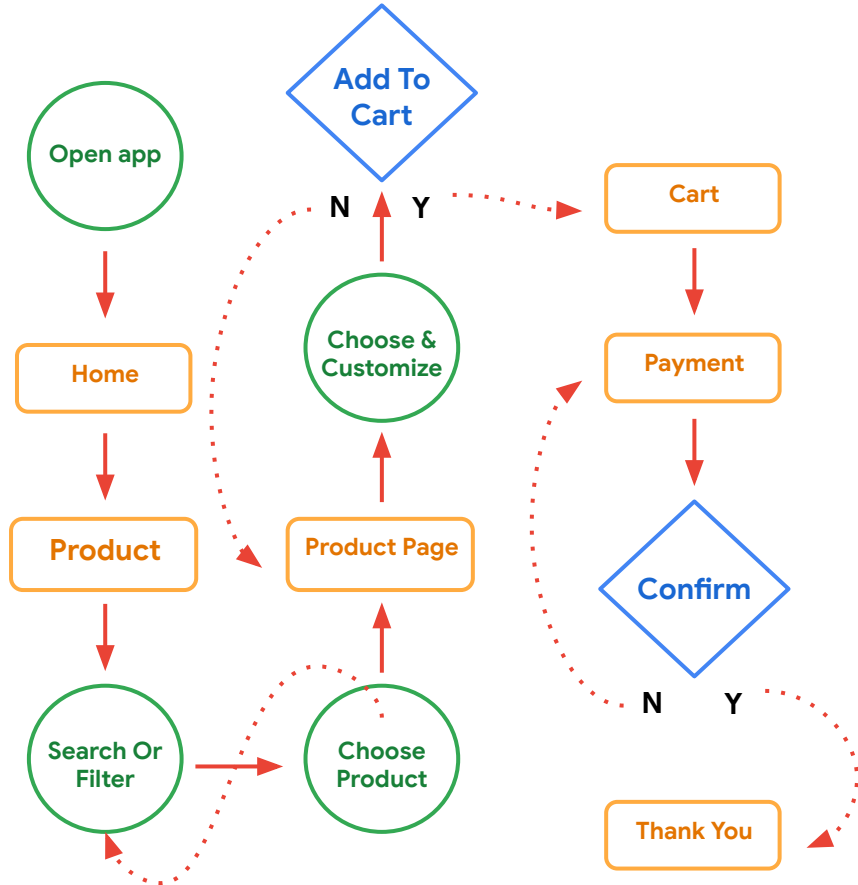 Open app
Home
Product
Search Or
Filter
Choose
Product
Product Page
Choose &
Customize
Add To
Cart
N
Y
Cart
Payment
Confirm
N
Y
Thank You